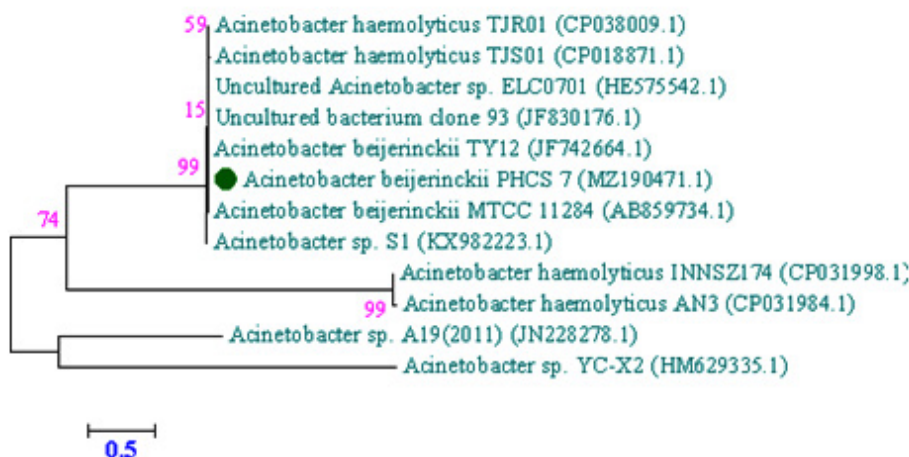 59
Acinetobacter haemolyticus TJR01 (CP038009.1)
Acinetobacter haemolyticus TJS01 (CP018871.1)
Uncultured Acinetobacter sp. ELC0701 (HE575542.1)
15
Uncultured bacterium clone 93 (JF830176.1)
Acinetobacter beijerinckii TY12 (JF742664.1)
99
Acinetobacter beijerinckii PHCS 7 (MZ190471.1)
Acinetobacter beijerinckii MTCC 11284 (AB859734.1)
74
Acinetobacter sp. S1 (KX982223.1)
Acinetobacter haemolyticus INNSZ174 (CP031998.1)
99
Acinetobacter haemolyticus AN3 (CP031984.1)
Acinetobacter sp. A19(2011) (JN228278.1)
Acinetobacter sp. YC-X2 (HM629335.1)
0.5